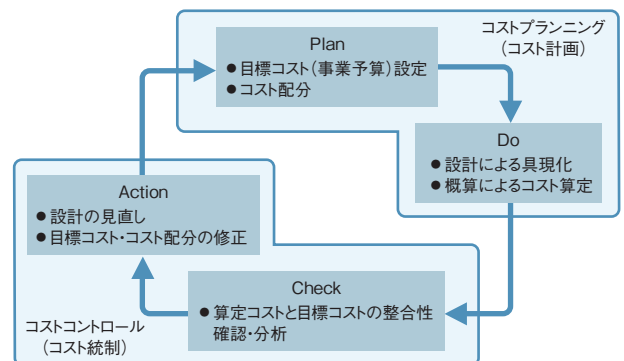 コストプランニング
（コスト計画）
Plan
●目標コスト（事業予算）設定
●コスト配分
Do
●設計による具現化
●概算によるコスト算定
Action
●設計の見直し
●目標コスト・コスト配分の修正
Check
●算定コストと目標コストの整合性
確認・分析
コストコントロール
（コスト統制）